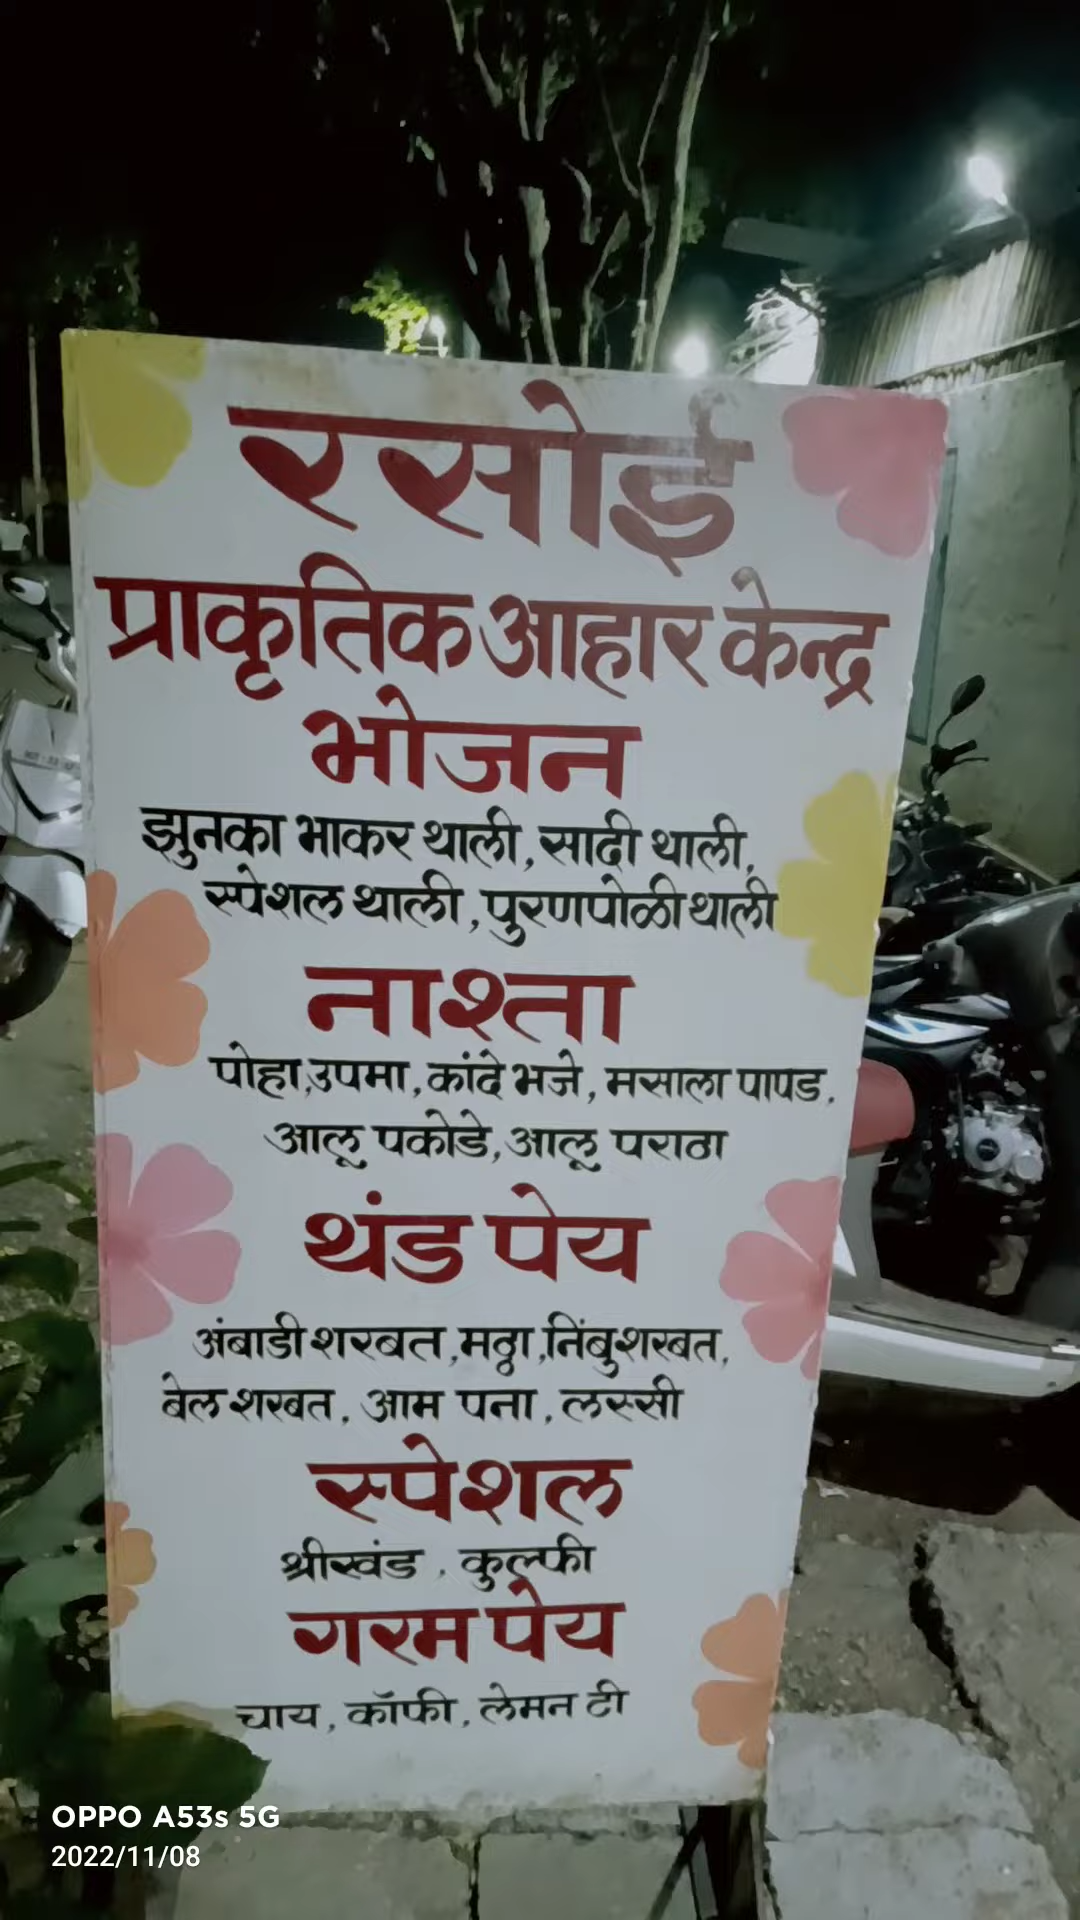 रसोई
प्राकृतिक आहार केन्द्र
भोजन
झुनका भाकर थाली, सादी थाली,
स्पेशल थाली, पुरणपोळी थाली
नाश्ता
पोहा, उपमा, कांदे भजे, मसाला पापड,
आलू पकोडे, आलू पराठा
थंड पेय
अंबाडी शरबत, मठ्ठा, निंबु शरबत,
बेल शरबत, आम पना, लस्सी
स्पेशल
श्रीखंड, कुल्फी
गरम पेय
चाय, कॉफी, लेमन टी
OPPO A53s 5G
2022/11/08